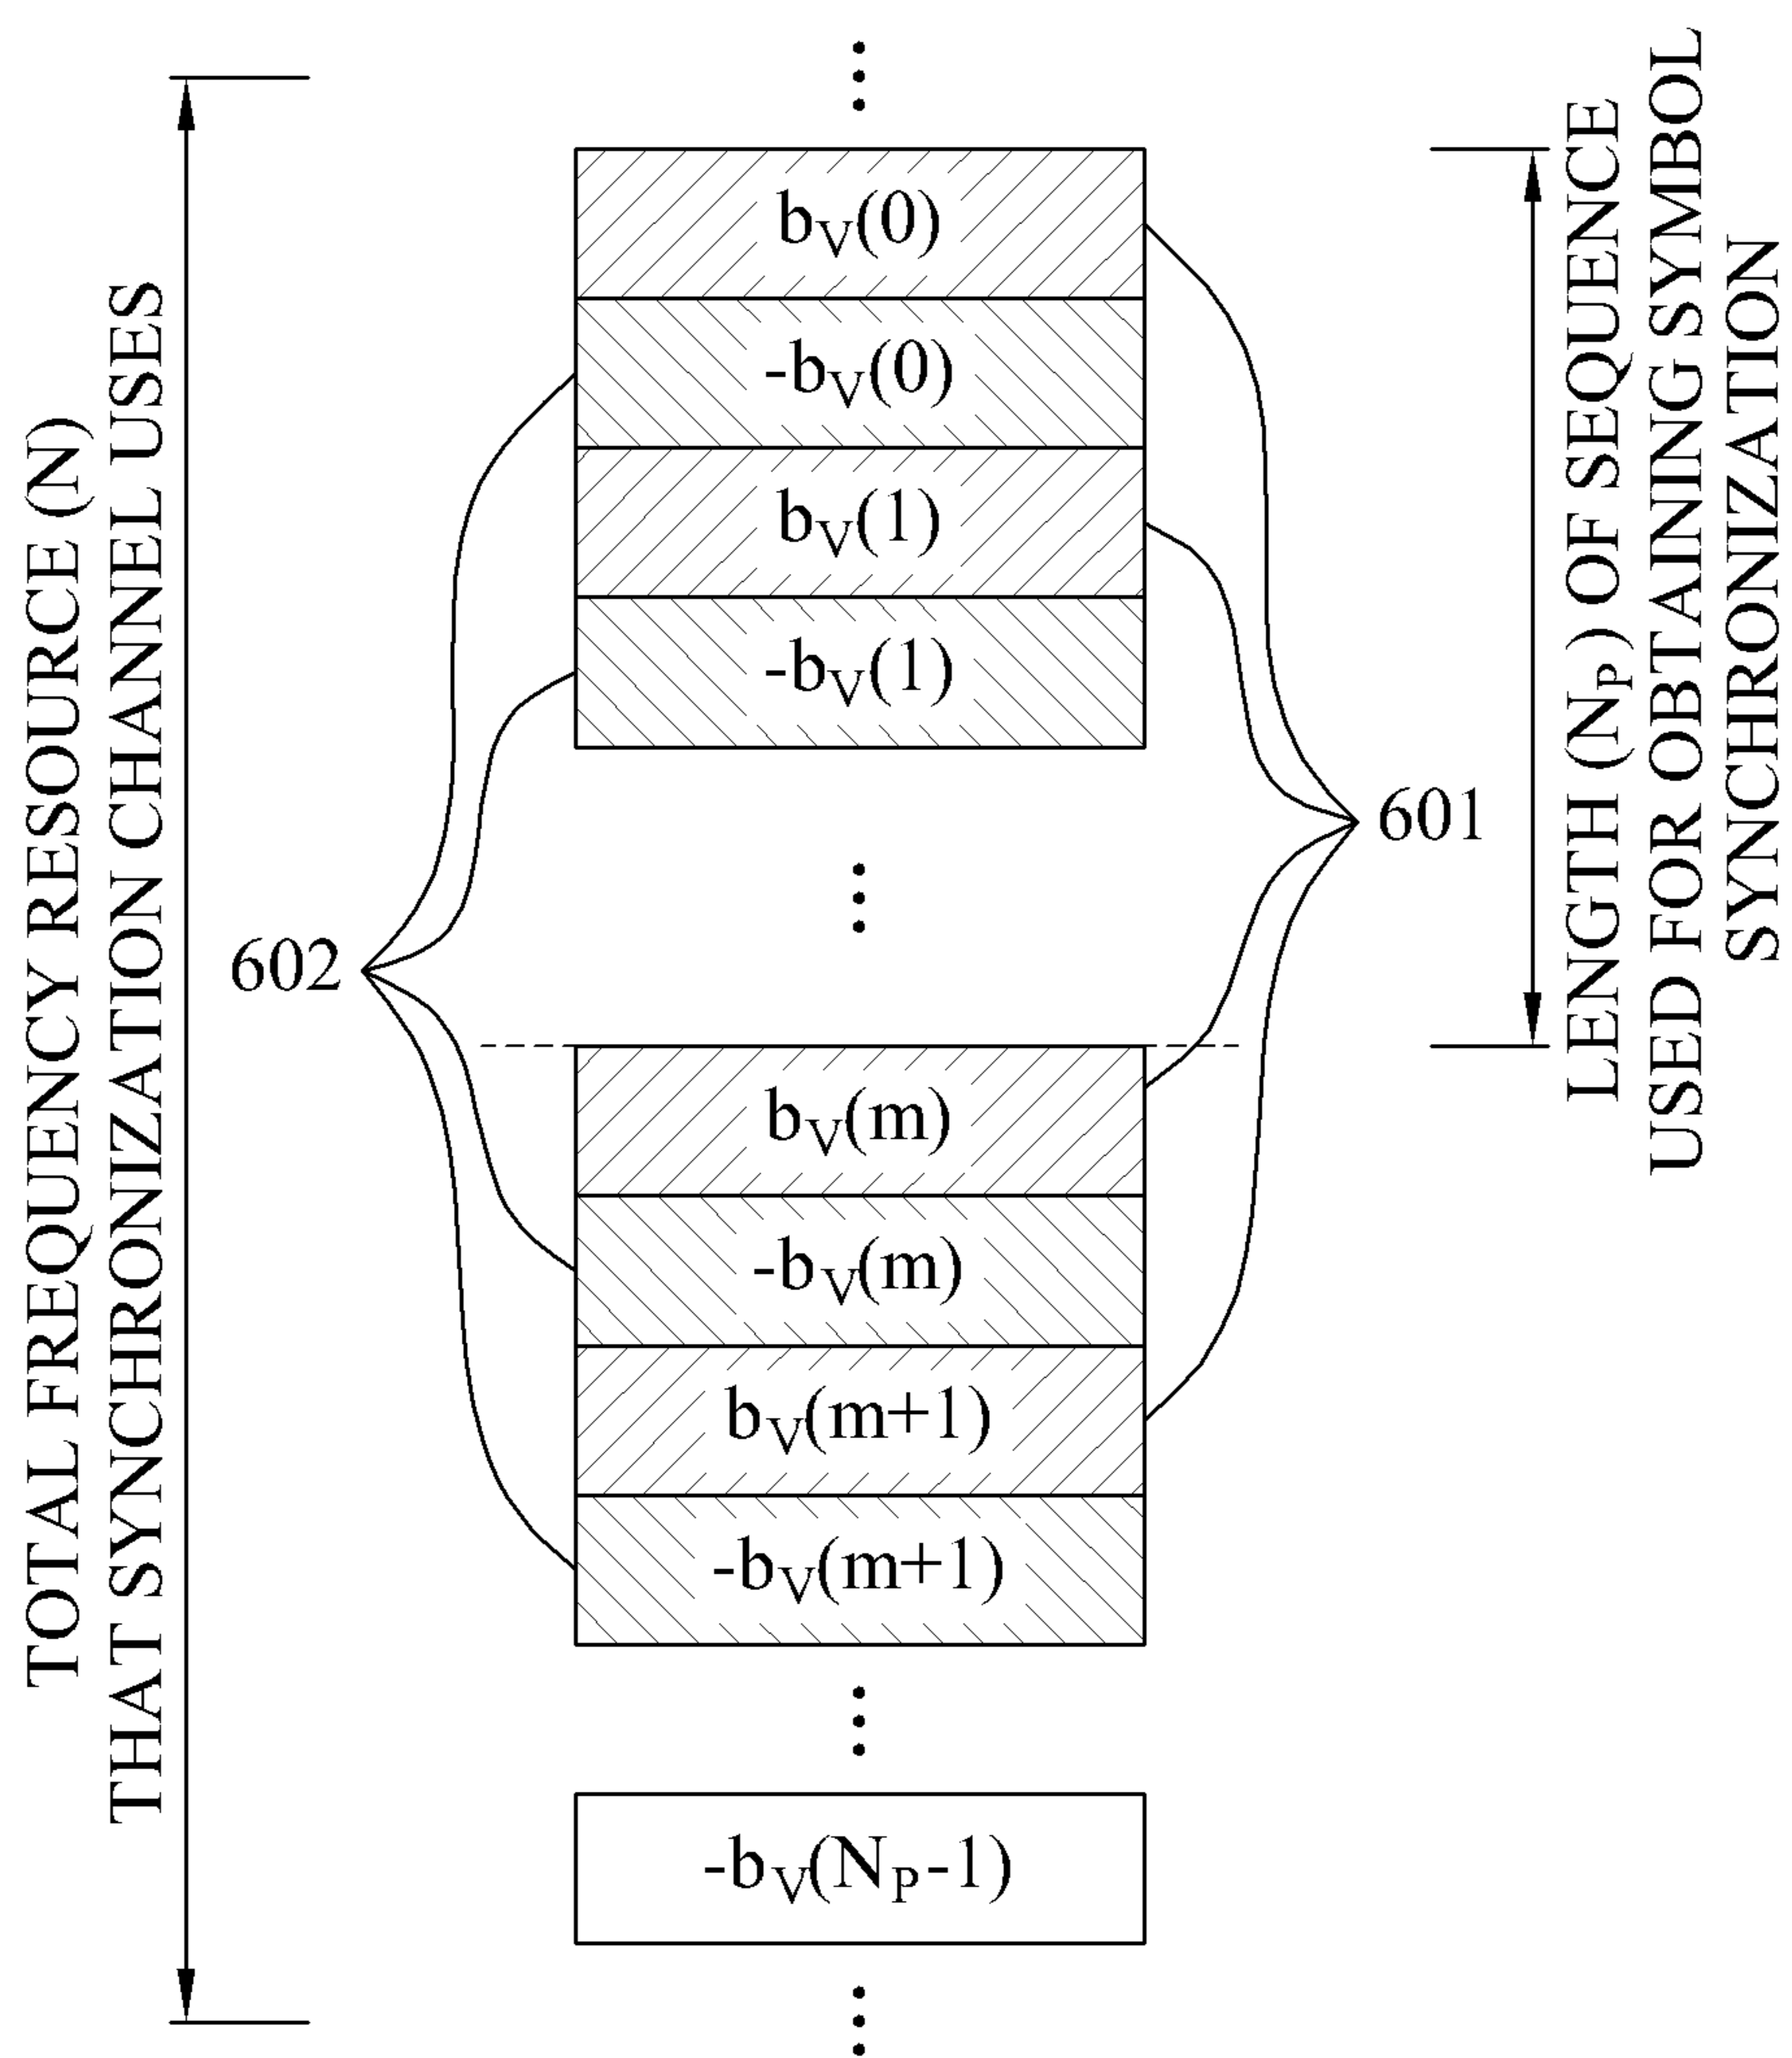 TOTAL FREQUENCY RESOURCE (N)
THAT SYNCHRONIZATION CHANNEL USES
602
bV(0)
-bV(0)
bV(1)
-bV(1)
bV(m)
-bV(m)
bV(m+1)
-bV(m+1)
-bV(NP-1)
601
LENGTH (NP) OF SEQUENCE
USED FOR OBTAINING SYMBOL
SYNCHRONIZATION